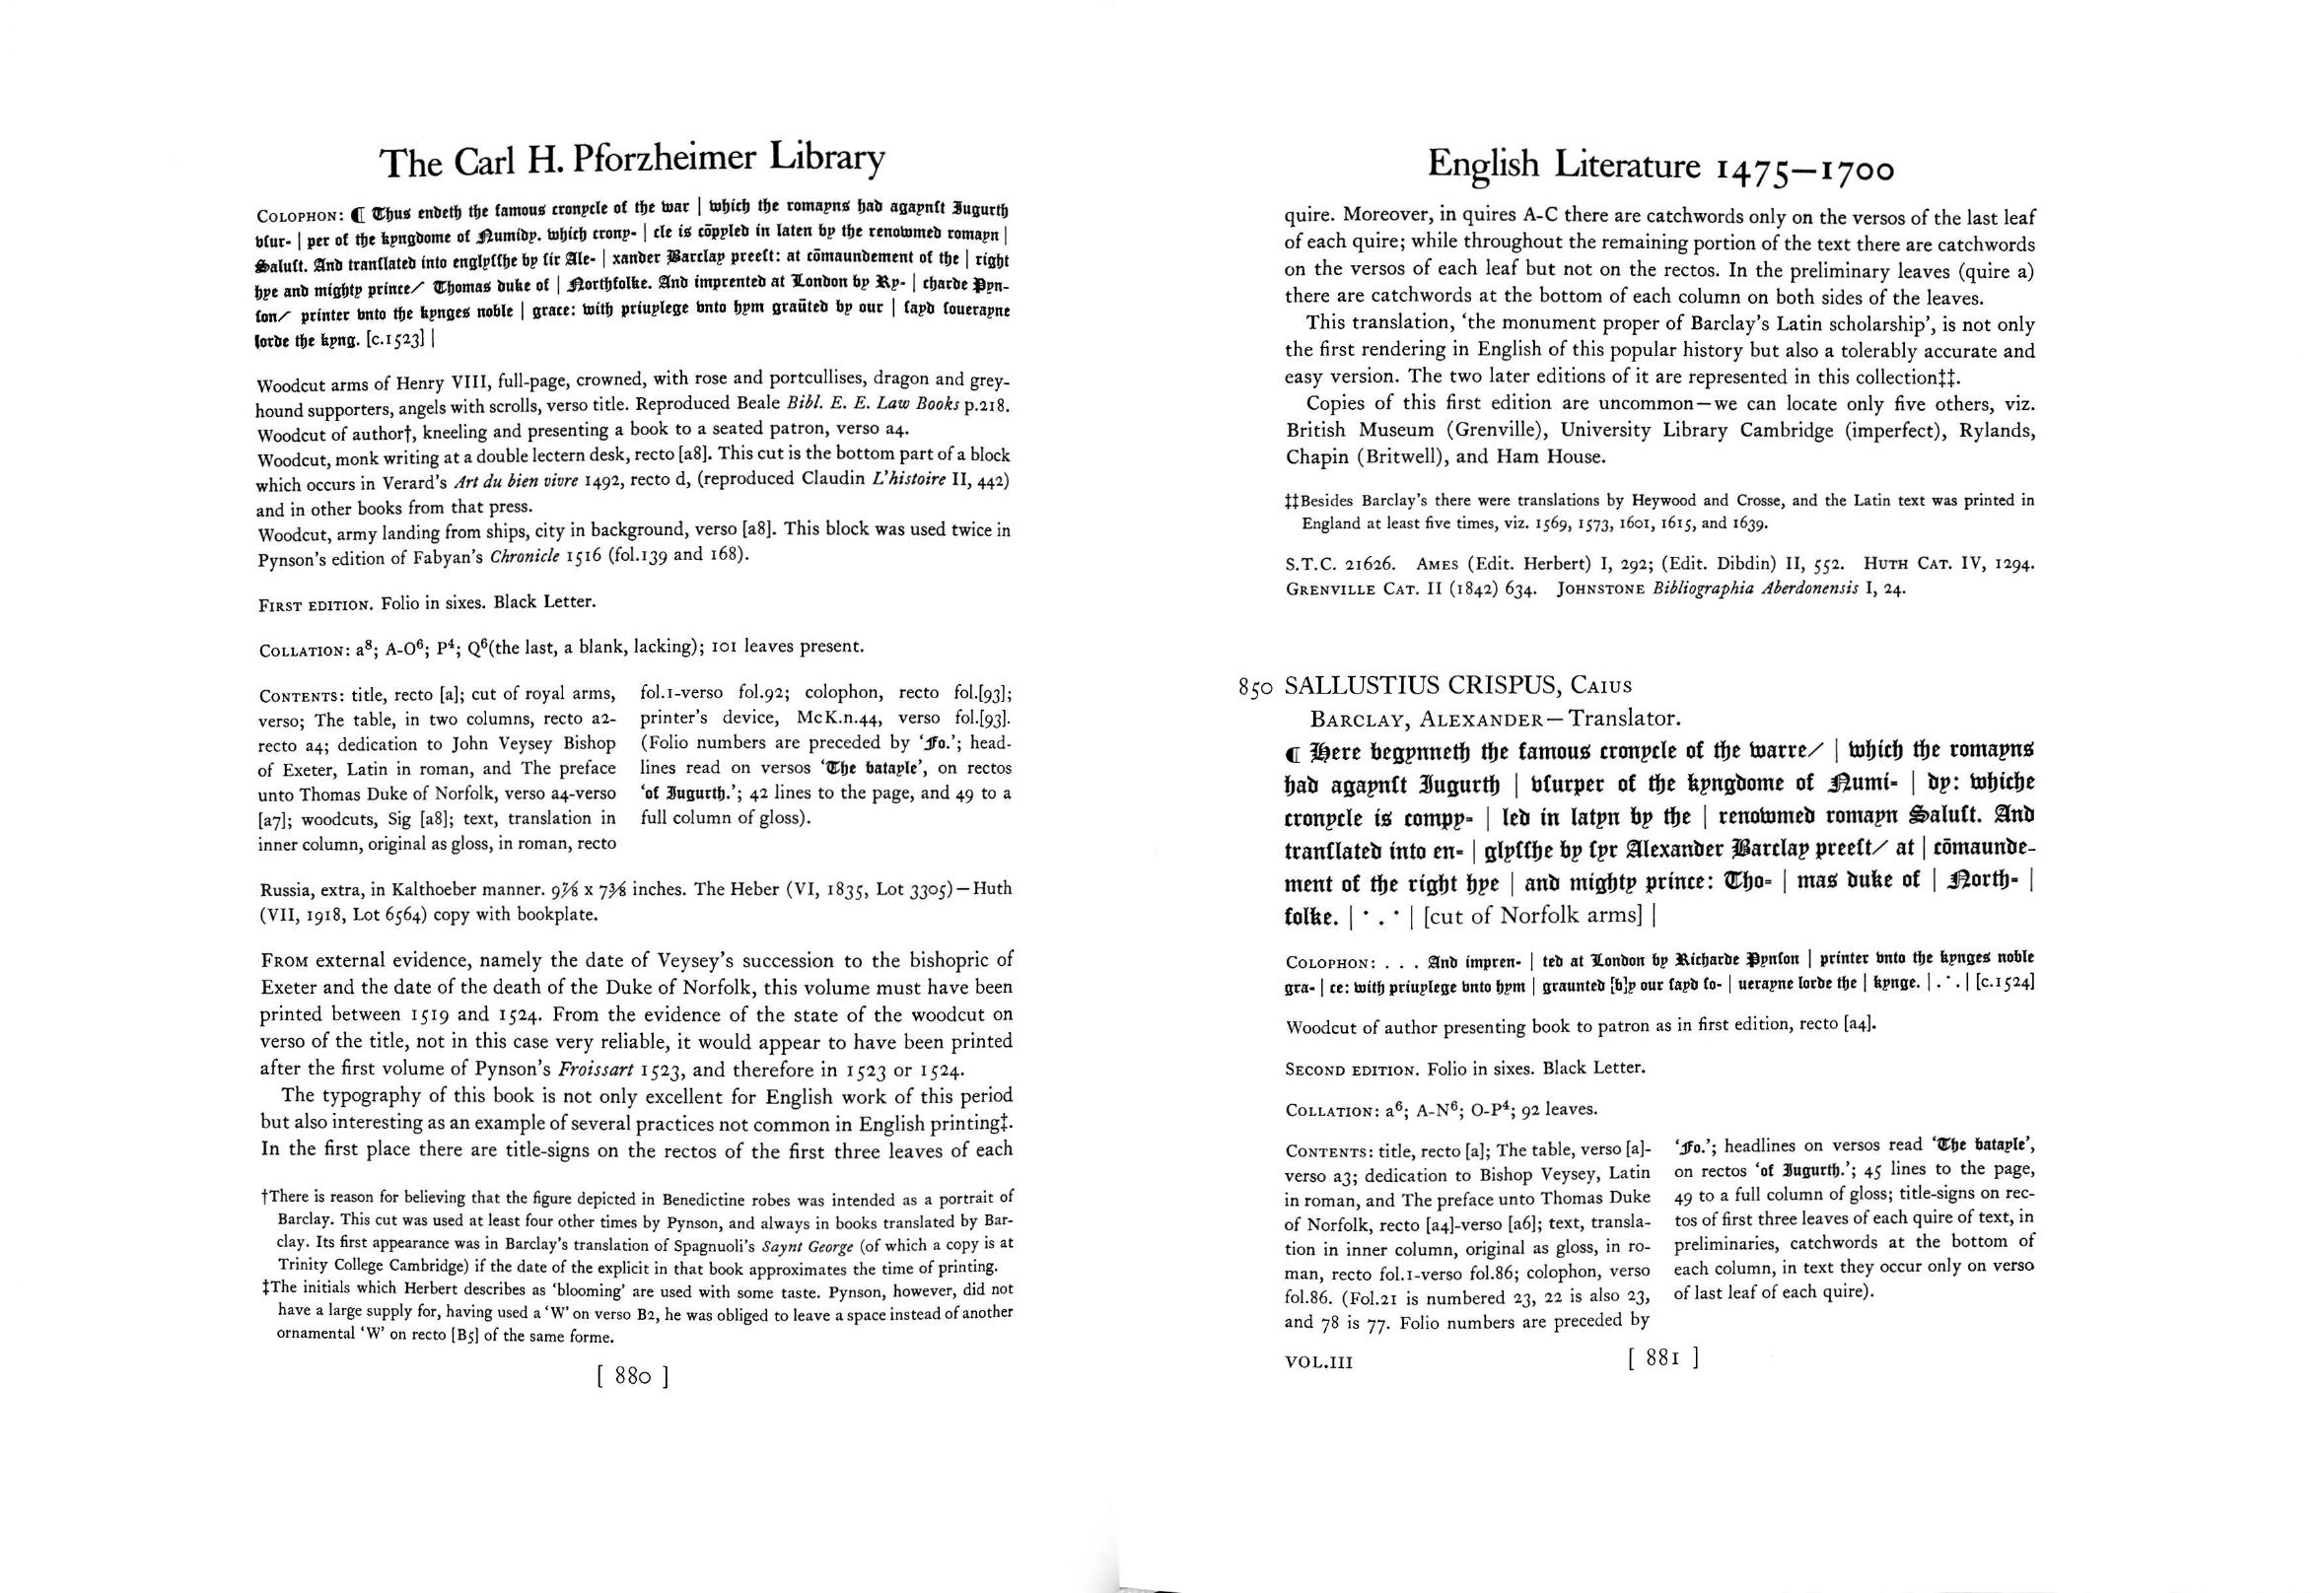 The Carl H. Pforzheimer Library
COLOPHON: ¶ Thus endeth the famous cronycle of the war | which the romayns had agaynſt Jugurth
vſur- | per of the kyngdome of Numidy. which crony- | cle is cōpyled in laten by the renowmed romayn |
Saluſt. And tranſlated into englyſſhe by ſir Ale- | xander Barclay preeſt: at cōmaundement of the | right
hye and mighty prince/ Thomas duke of | Northfolke. And imprented at London by Ry- | charde Pyn-
ſon/ printer vnto the kynges noble | grace: with priuylege vnto hym graūted by our | ſayd ſouerayne
lorde the kyng. [c.1523] |
Woodcut arms of Henry VIII, full-page, crowned, with rose and portcullises, dragon and grey-
hound supporters, angels with scrolls, verso title. Reproduced Beale Bibl. E. E. Law Books p.218.
Woodcut of author†, kneeling and presenting a book to a seated patron, verso a4.
Woodcut, monk writing at a double lectern desk, recto [a8]. This cut is the bottom part of a block
which occurs in Verard's Art du bien vivre 1492, recto d, (reproduced Claudin L'histoire II, 442)
and in other books from that press.
Woodcut, army landing from ships, city in background, verso [a8]. This block was used twice in
Pynson's edition of Fabyan's Chronicle 1516 (fol.139 and 168).
FIRST EDITION. Folio in sixes. Black Letter.
COLLATION: a⁸; A-O⁶; P⁴; Q⁶(the last, a blank, lacking); 101 leaves present.
CONTENTS: title, recto [a]; cut of royal arms,
verso; The table, in two columns, recto a2-
recto a4; dedication to John Veysey Bishop
of Exeter, Latin in roman, and The preface
unto Thomas Duke of Norfolk, verso a4-verso
[a7]; woodcuts, Sig [a8]; text, translation in
inner column, original as gloss, in roman, recto
fol.1-verso fol.92; colophon, recto fol.[93];
printer's device, McK.n.44, verso fol.[93].
(Folio numbers are preceded by 'Fo.'; head-
lines read on versos 'The batayle', on rectos
'of Jugurth.'; 42 lines to the page, and 49 to a
full column of gloss).
Russia, extra, in Kalthoeber manner. 9⅞ x 7⅜ inches. The Heber (VI, 1835, Lot 3305)—Huth
(VII, 1918, Lot 6564) copy with bookplate.
FROM external evidence, namely the date of Veysey's succession to the bishopric of
Exeter and the date of the death of the Duke of Norfolk, this volume must have been
printed between 1519 and 1524. From the evidence of the state of the woodcut on
verso of the title, not in this case very reliable, it would appear to have been printed
after the first volume of Pynson's Froissart 1523, and therefore in 1523 or 1524.
The typography of this book is not only excellent for English work of this period
but also interesting as an example of several practices not common in English printing‡.
In the first place there are title-signs on the rectos of the first three leaves of each
†There is reason for believing that the figure depicted in Benedictine robes was intended as a portrait of
Barclay. This cut was used at least four other times by Pynson, and always in books translated by Bar-
clay. Its first appearance was in Barclay's translation of Spagnuoli's Saynt George (of which a copy is at
Trinity College Cambridge) if the date of the explicit in that book approximates the time of printing.
‡The initials which Herbert describes as 'blooming' are used with some taste. Pynson, however, did not
have a large supply for, having used a 'W' on verso B2, he was obliged to leave a space instead of another
ornamental 'W' on recto [B5] of the same forme.
[ 880 ]
English Literature 1475—1700
quire. Moreover, in quires A-C there are catchwords only on the versos of the last leaf
of each quire; while throughout the remaining portion of the text there are catchwords
on the versos of each leaf but not on the rectos. In the preliminary leaves (quire a)
there are catchwords at the bottom of each column on both sides of the leaves.
This translation, 'the monument proper of Barclay's Latin scholarship', is not only
the first rendering in English of this popular history but also a tolerably accurate and
easy version. The two later editions of it are represented in this collection‡‡.
Copies of this first edition are uncommon—we can locate only five others, viz.
British Museum (Grenville), University Library Cambridge (imperfect), Rylands,
Chapin (Britwell), and Ham House.
‡‡Besides Barclay's there were translations by Heywood and Crosse, and the Latin text was printed in
England at least five times, viz. 1569, 1573, 1601, 1615, and 1639.
S.T.C. 21626. AMES (Edit. Herbert) I, 292; (Edit. Dibdin) II, 552. HUTH CAT. IV, 1294.
GRENVILLE CAT. II (1842) 634. JOHNSTONE Bibliographia Aberdonensis I, 24.
850 SALLUSTIUS CRISPUS, CAIUS
BARCLAY, ALEXANDER—Translator.
¶ Here begynneth the famous cronycle of the warre/ | which the romayns
had agaynſt Jugurth | vſurper of the kyngdome of Numi- | dy: whiche
cronycle is compy- | led in latyn by the | renowmed romayn Saluſt. And
tranſlated into en- | glyſſhe by ſyr Alexander Barclay preeſt/ at | cōmaunde-
ment of the right hye | and mighty prince: Tho- | mas duke of | North- |
folke. | · . · | [cut of Norfolk arms] |
COLOPHON: . . . And impren- | ted at London by Richarde Pynſon | printer vnto the kynges noble
gra- | ce: with priuylege vnto hym | graunted [b]y our ſayd ſo- | uerayne lorde the | kynge. | . · . | [c.1524]
Woodcut of author presenting book to patron as in first edition, recto [a4].
SECOND EDITION. Folio in sixes. Black Letter.
COLLATION: a⁶; A-N⁶; O-P⁴; 92 leaves.
CONTENTS: title, recto [a]; The table, verso [a]-
verso a3; dedication to Bishop Veysey, Latin
in roman, and The preface unto Thomas Duke
of Norfolk, recto [a4]-verso [a6]; text, transla-
tion in inner column, original as gloss, in ro-
man, recto fol.1-verso fol.86; colophon, verso
fol.86. (Fol.21 is numbered 23, 22 is also 23,
and 78 is 77. Folio numbers are preceded by
'Fo.'; headlines on versos read 'The batayle',
on rectos 'of Jugurth.'; 45 lines to the page,
49 to a full column of gloss; title-signs on rec-
tos of first three leaves of each quire of text, in
preliminaries, catchwords at the bottom of
each column, in text they occur only on verso
of last leaf of each quire).
VOL.III
[ 881 ]